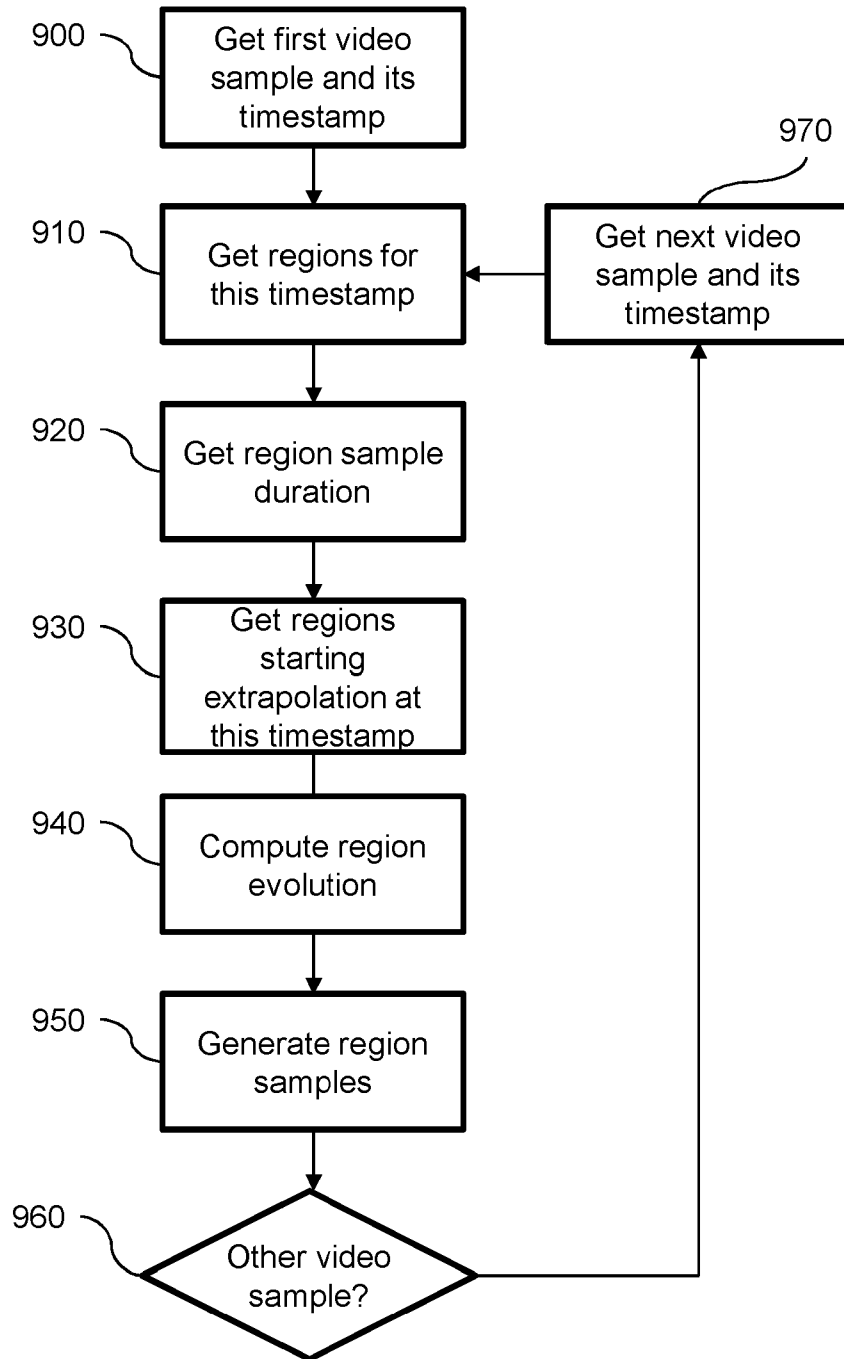 900
Get first video
sample and its
timestamp
970
910
Get regions for
this timestamp
Get next video
sample and its
timestamp
920
Get region sample
duration
930
Get regions
starting
extrapolation at
this timestamp
940
Compute region
evolution
950
Generate region
samples
960
Other video
sample?